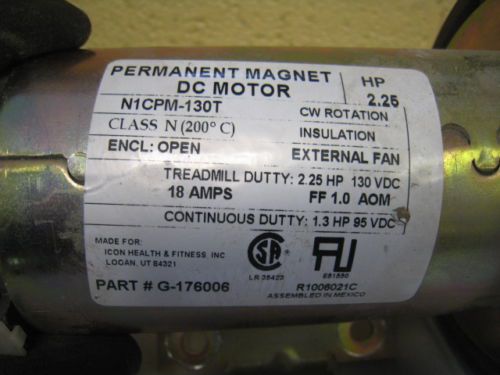 PERMANENT MAGNET
DC MOTOR
HP
2.25
N1CPM-130T
CW ROTATION
CLASS N (200° C)
INSULATION
ENCL: OPEN
EXTERNAL FAN
TREADMILL DUTTY: 2.25 HP 130 VDC
18 AMPS FF 1.0 AOM
CONTINUOUS DUTTY: 1.3 HP 95 VDC
MADE FOR:
ICON HEALTH & FITNESS, INC
LOGAN, UT 84321
PART # G-176006
LR 35423
E81550
R1006021C
ASSEMBLED IN MEXICO